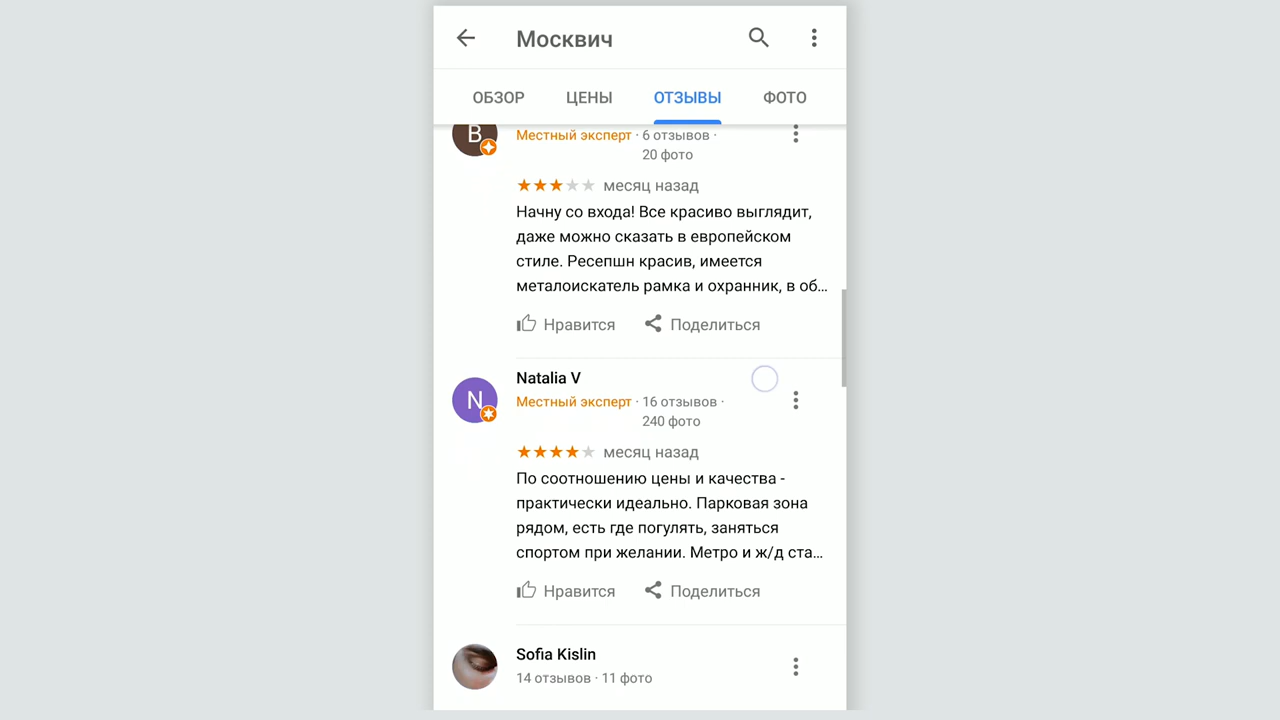 Москвич
ОБЗОР ЦЕНЫ ОТЗЫВЫ ФОТО
B
Местный эксперт · 6 отзывов ·
20 фото
месяц назад
Начну со входа! Все красиво выглядит,
даже можно сказать в европейском
стиле. Ресепшн красив, имеется
металоискатель рамка и охранник, в об…
Нравится Поделиться
Natalia V
N
Местный эксперт · 16 отзывов ·
240 фото
месяц назад
По соотношению цены и качества -
практически идеально. Парковая зона
рядом, есть где погулять, заняться
спортом при желании. Метро и ж/д ста…
Нравится Поделиться
Sofia Kislin
14 отзывов · 11 фото